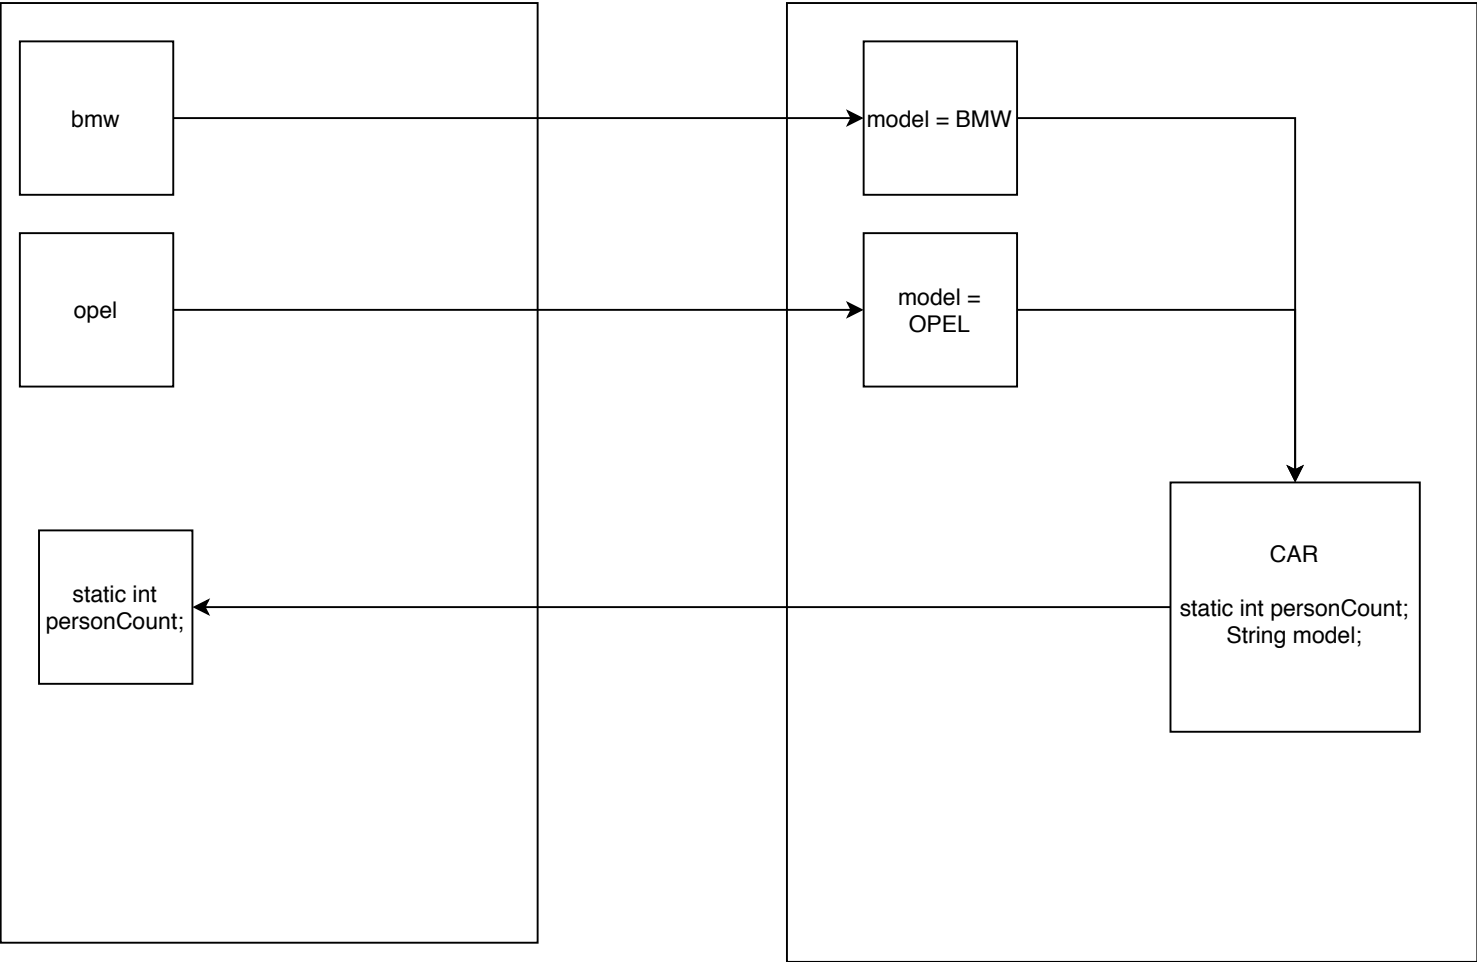 bmw
model = BMW
opel
model =
OPEL
static int
personCount;
CAR
static int personCount;
String model;